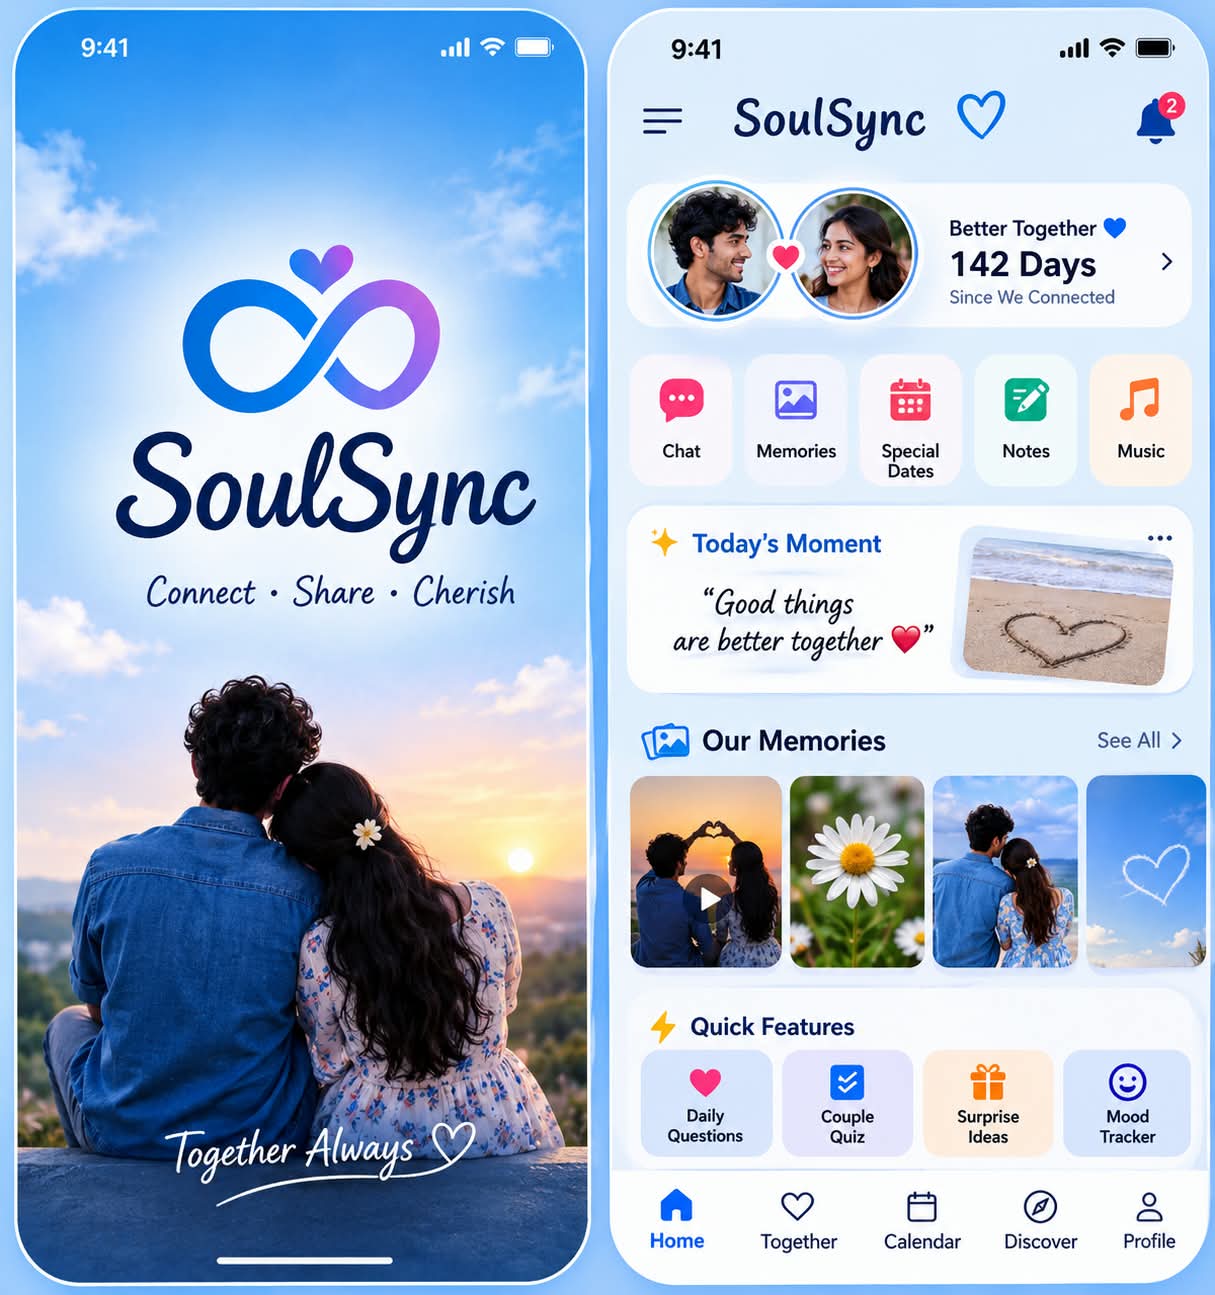 9:41
SoulSync
Connect • Share • Cherish
Together Always
9:41
SoulSync
2
Better Together 💙
142 Days
Since We Connected
Chat
Memories
Special
Dates
Notes
Music
Today's Moment
“Good things
are better together ❤️”
Our Memories
See All
Quick Features
Daily
Questions
Couple
Quiz
Surprise
Ideas
Mood
Tracker
Home
Together
Calendar
Discover
Profile